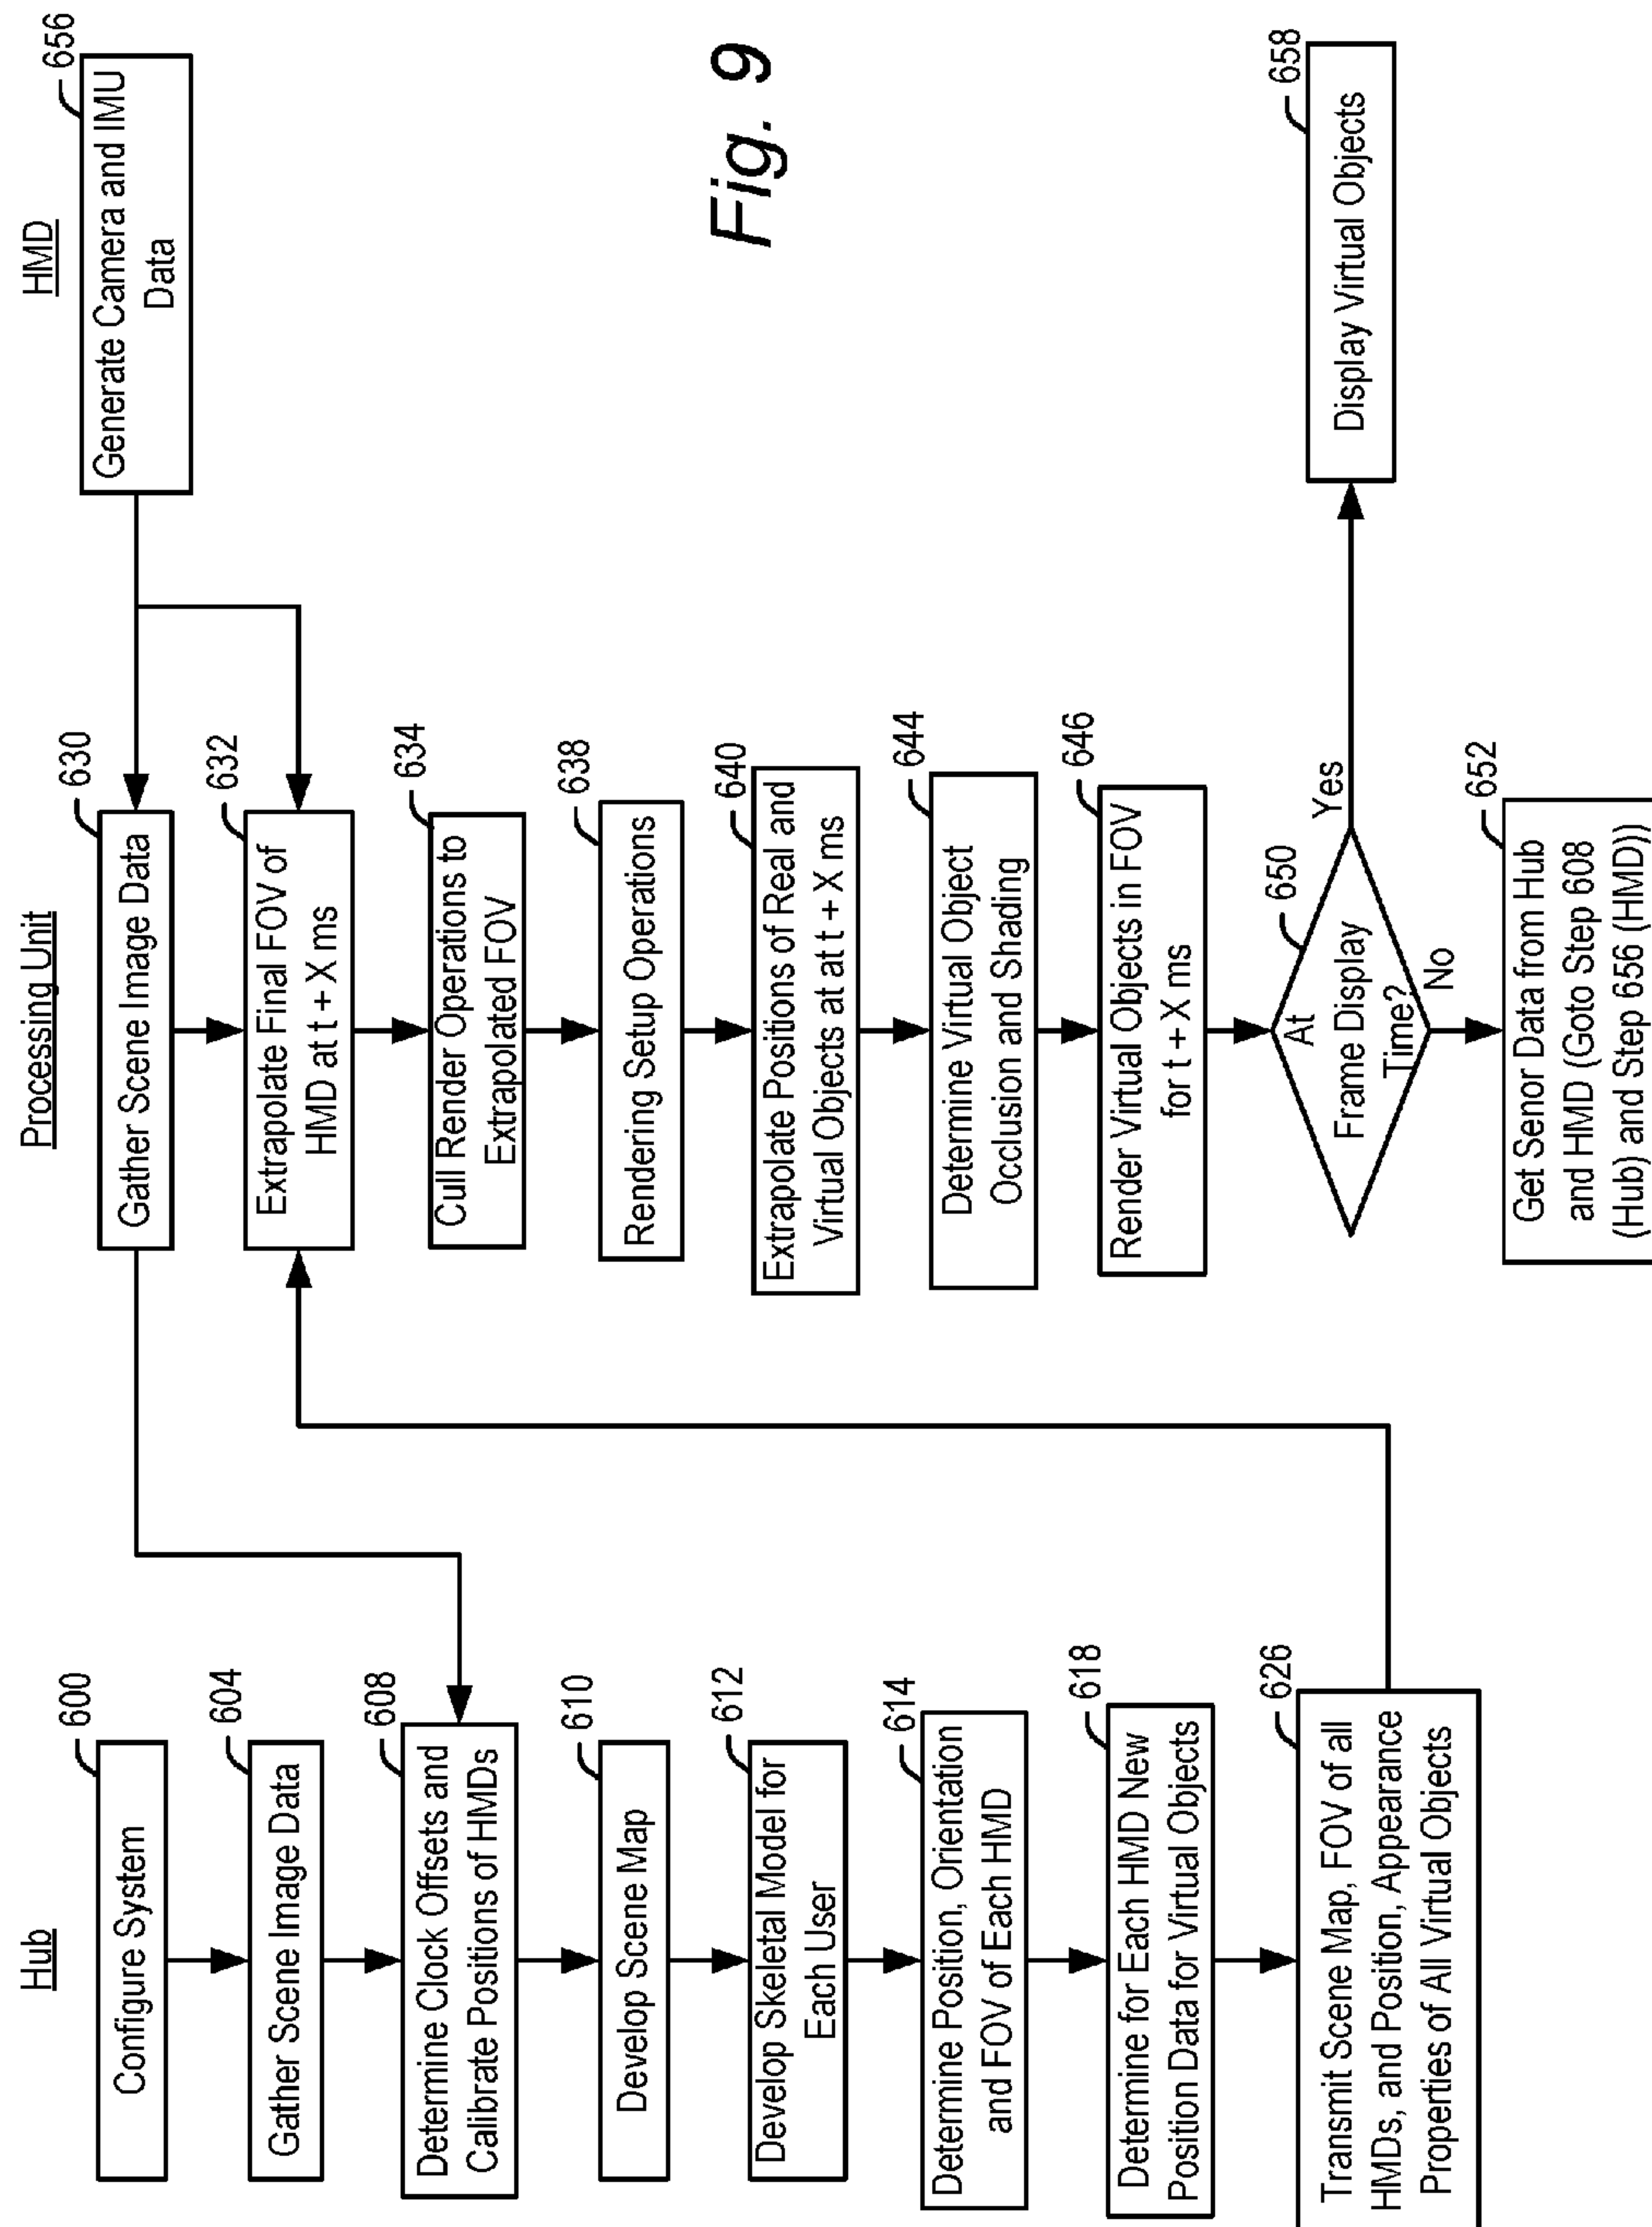 Hub
600
Configure System
604
Gather Scene Image Data
608
Determine Clock Offsets and
Calibrate Positions of HMDs
610
Develop Scene Map
612
Develop Skeletal Model for
Each User
614
Determine Position, Orientation
and FOV of Each HMD
618
Determine for Each HMD New
Position Data for Virtual Objects
626
Transmit Scene Map, FOV of all
HMDs, and Position, Appearance
Properties of All Virtual Objects
Processing Unit
630
Gather Scene Image Data
632
Extrapolate Final FOV of
HMD at t + X ms
634
Cull Render Operations to
Extrapolated FOV
638
Rendering Setup Operations
640
Extrapolate Positions of Real and
Virtual Objects at at t + X ms
644
Determine Virtual Object
Occlusion and Shading
646
Render Virtual Objects in FOV
for t + X ms
650
At
Frame Display
Time?
Yes
No
652
Get Senor Data from Hub
and HMD (Goto Step 608
(Hub) and Step 656 (HMD))
HMD
656
Generate Camera and IMU
Data
658
Display Virtual Objects
Fig. 9